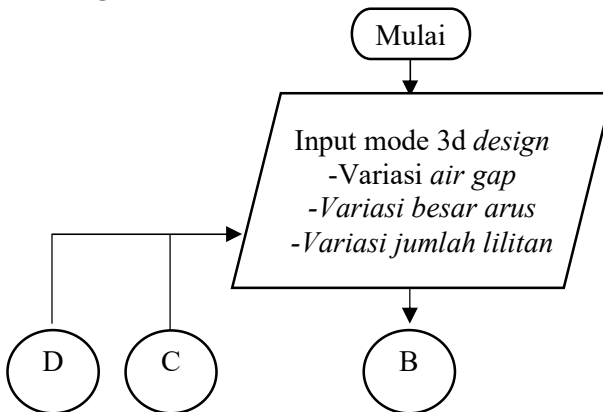 Mulai
Input mode 3d design
-Variasi air gap
-Variasi besar arus
-Variasi jumlah lilitan
D
C
B